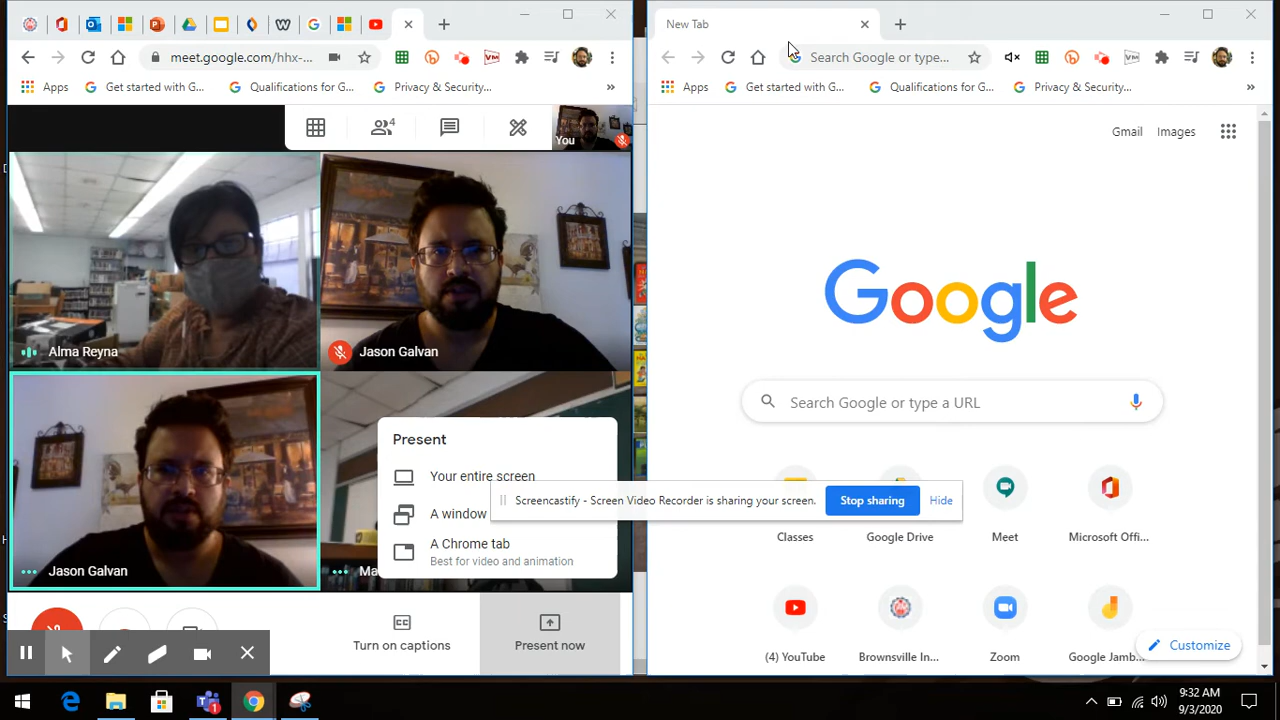 New Tab
meet.google.com/hhx-...
Search Google or type...
Apps
Get started with G...
Qualifications for G...
Privacy & Security...
»
Apps
Get started with G...
Qualifications for G...
Privacy & Security...
»
4
You
Gmail
Images
Alma Reyna
Jason Galvan
Google
Search Google or type a URL
Present
Your entire screen
A window
A Chrome tab
Best for video and animation
Screencastify - Screen Video Recorder is sharing your screen.
Stop sharing
Hide
Classes
Google Drive
Meet
Microsoft Offi...
Jason Galvan
Ma
Turn on captions
Present now
(4) YouTube
Brownsville In...
Zoom
Google Jamb...
Customize
9:32 AM
9/3/2020